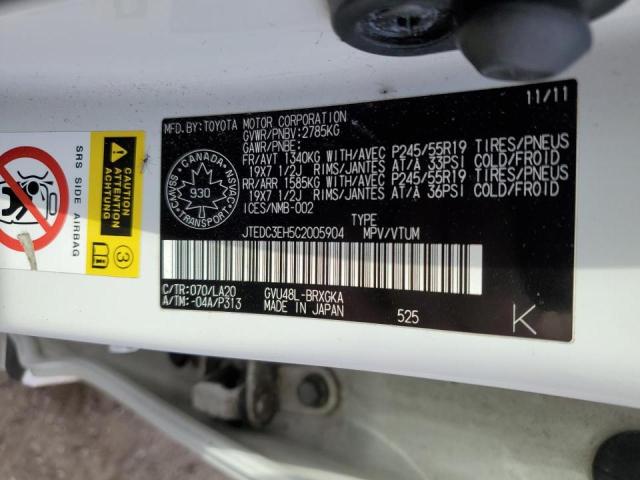 11/11
MFD.BY:TOYOTA MOTOR CORPORATION
GVWR/PNBV:2785KG
GAWR/PNBE:
FR/AVT 1340KG WITH/AVEC P245/55R19 TIRES/PNEUS
19X7 1/2J RIMS/JANTES AT/A 33PSI COLD/FROID
RR/ARR 1585KG WITH/AVEC P245/55R19 TIRES/PNEUS
19X7 1/2J RIMS/JANTES AT/A 36PSI COLD/FROID
ICES/NMB-002
CANADA
CMVSS
NSVAC
930
TYPE
JTEDC3EH5C2005904 MPV/VTUM
C/TR:070/LA20 GVU48L-BRXGKA
A/TM:-04A/P313 MADE IN JAPAN 525
K
SRS SIDE AIRBAG
CAUTION
ATTENTION
ACHTUNG
3